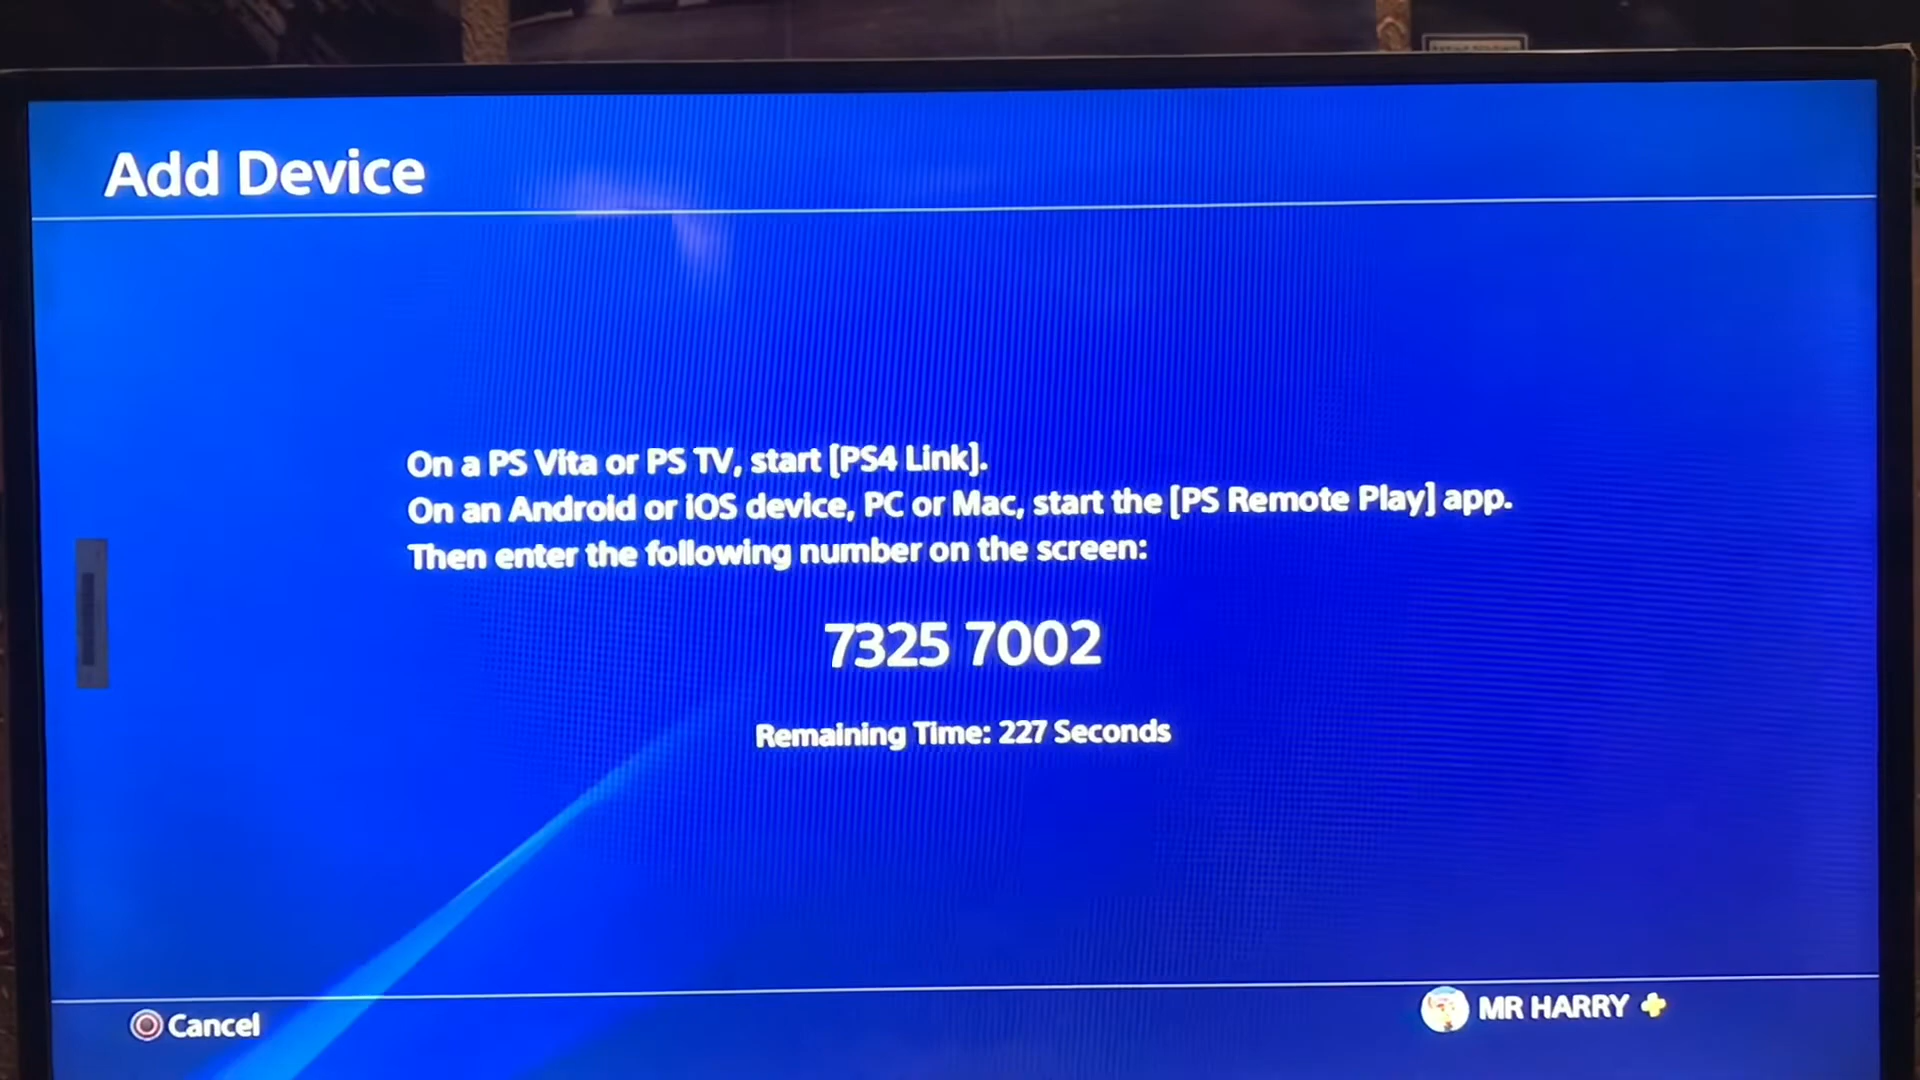 Add Device
On a PS Vita or PS TV, start [PS4 Link].
On an Android or iOS device, PC or Mac, start the [PS Remote Play] app.
Then enter the following number on the screen:
7325 7002
Remaining Time: 227 Seconds
Cancel
MR HARRY